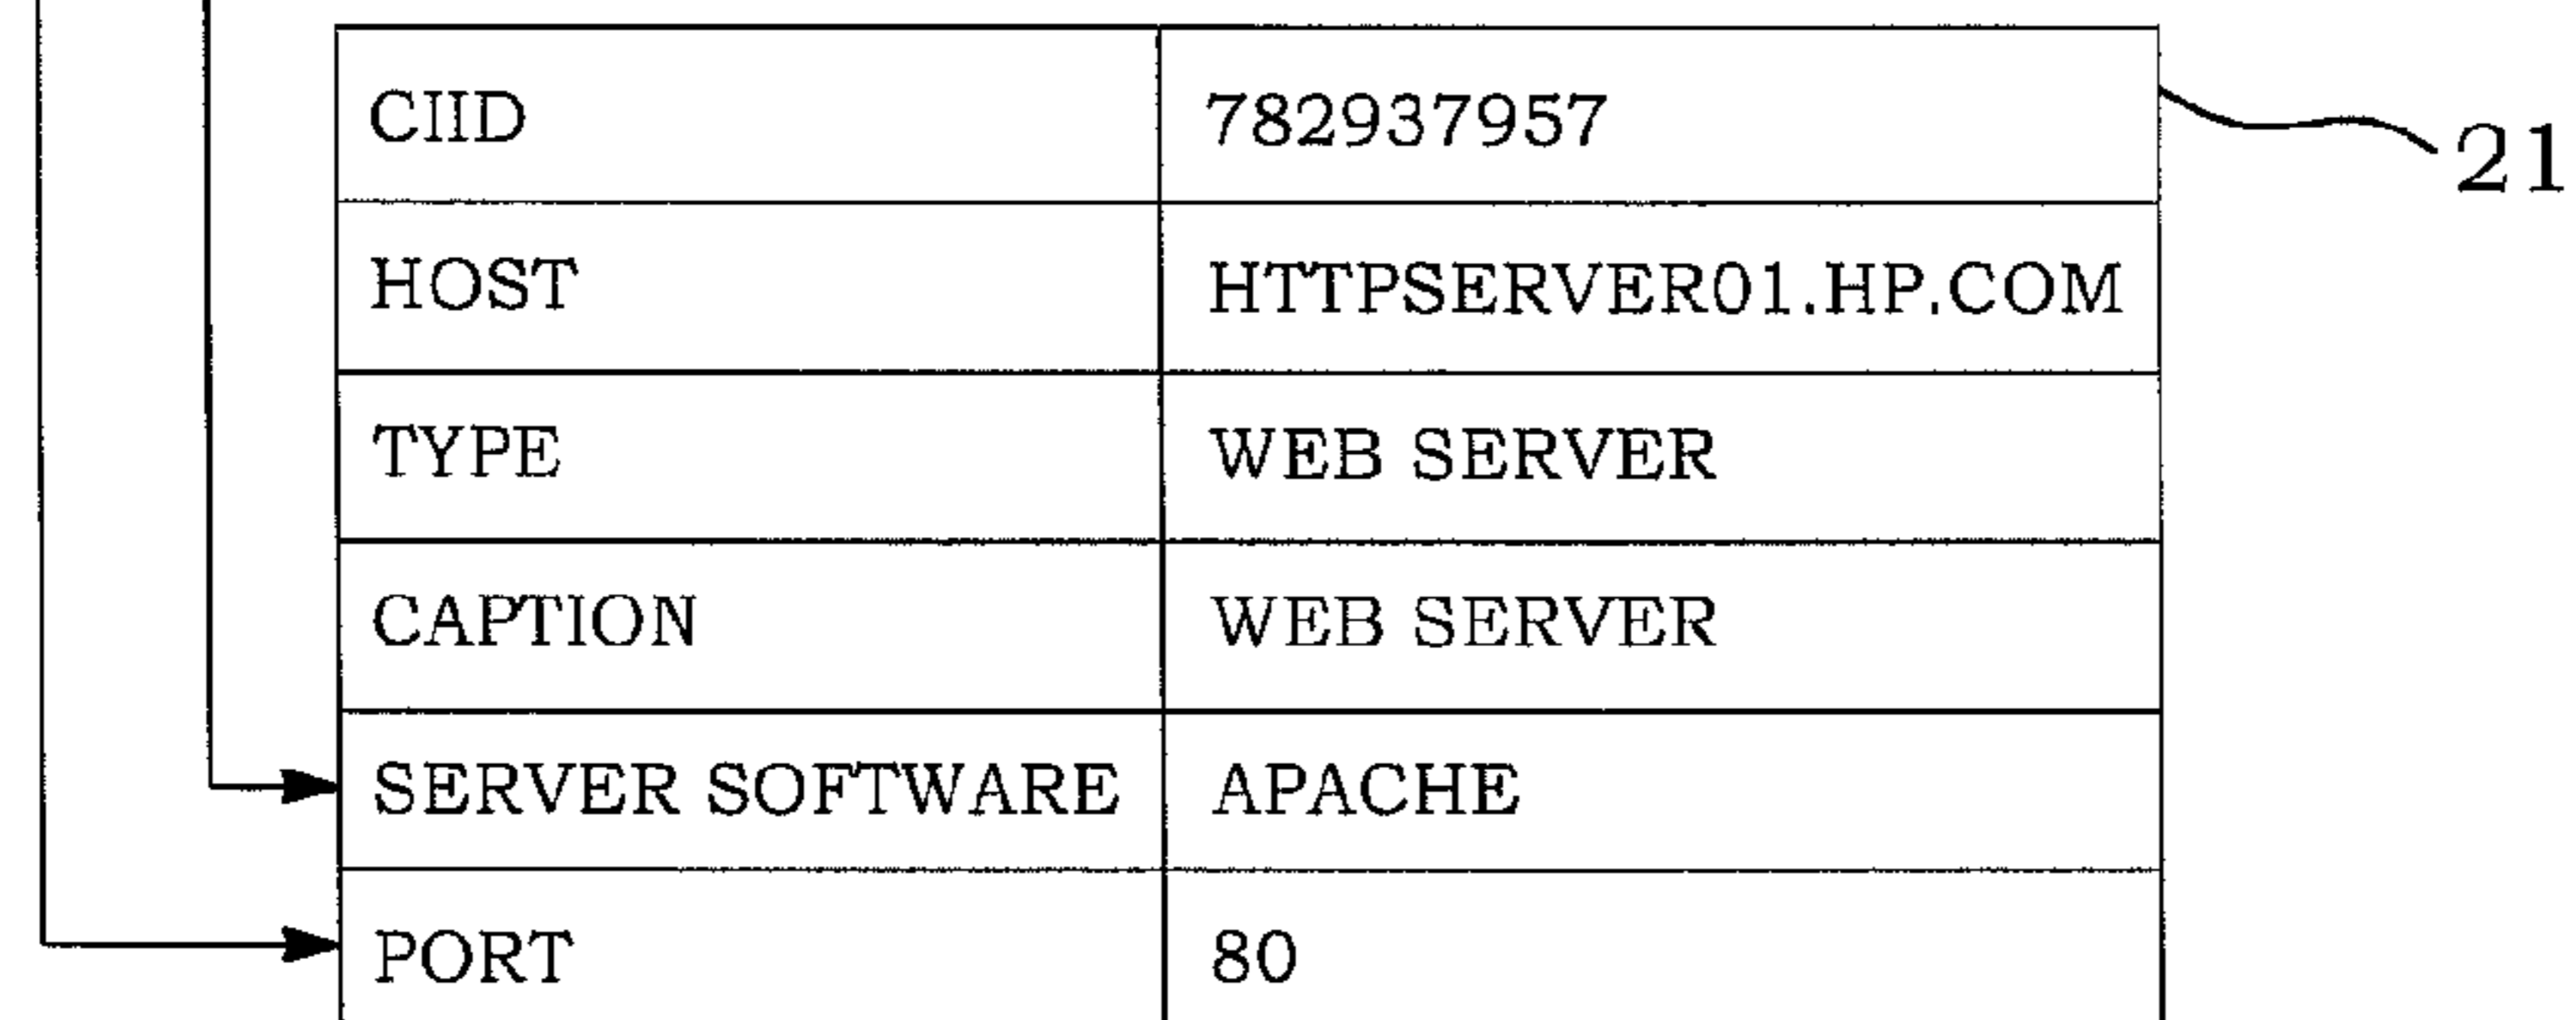 CIID 782937957
21
HOST HTTPSERVER01.HP.COM
TYPE WEB SERVER
CAPTION WEB SERVER
SERVER SOFTWARE APACHE
PORT 80